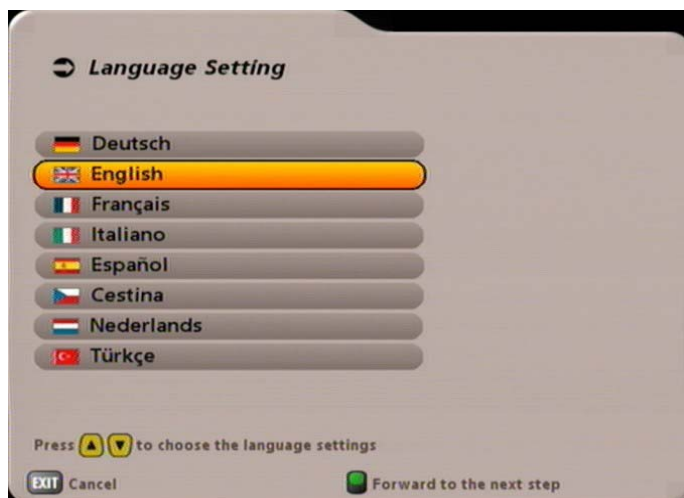 Language Setting
Deutsch
English
Français
Italiano
Español
Cestina
Nederlands
Türkçe
Press ▲ ▼ to choose the language settings
EXIT Cancel
Forward to the next step